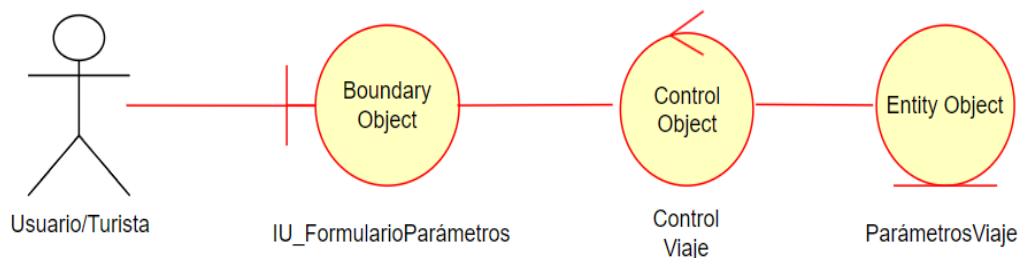 Boundary
Object
Control
Object
Entity Object
Usuario/Turista
IU_FormularioParámetros
Control
Viaje
ParámetrosViaje